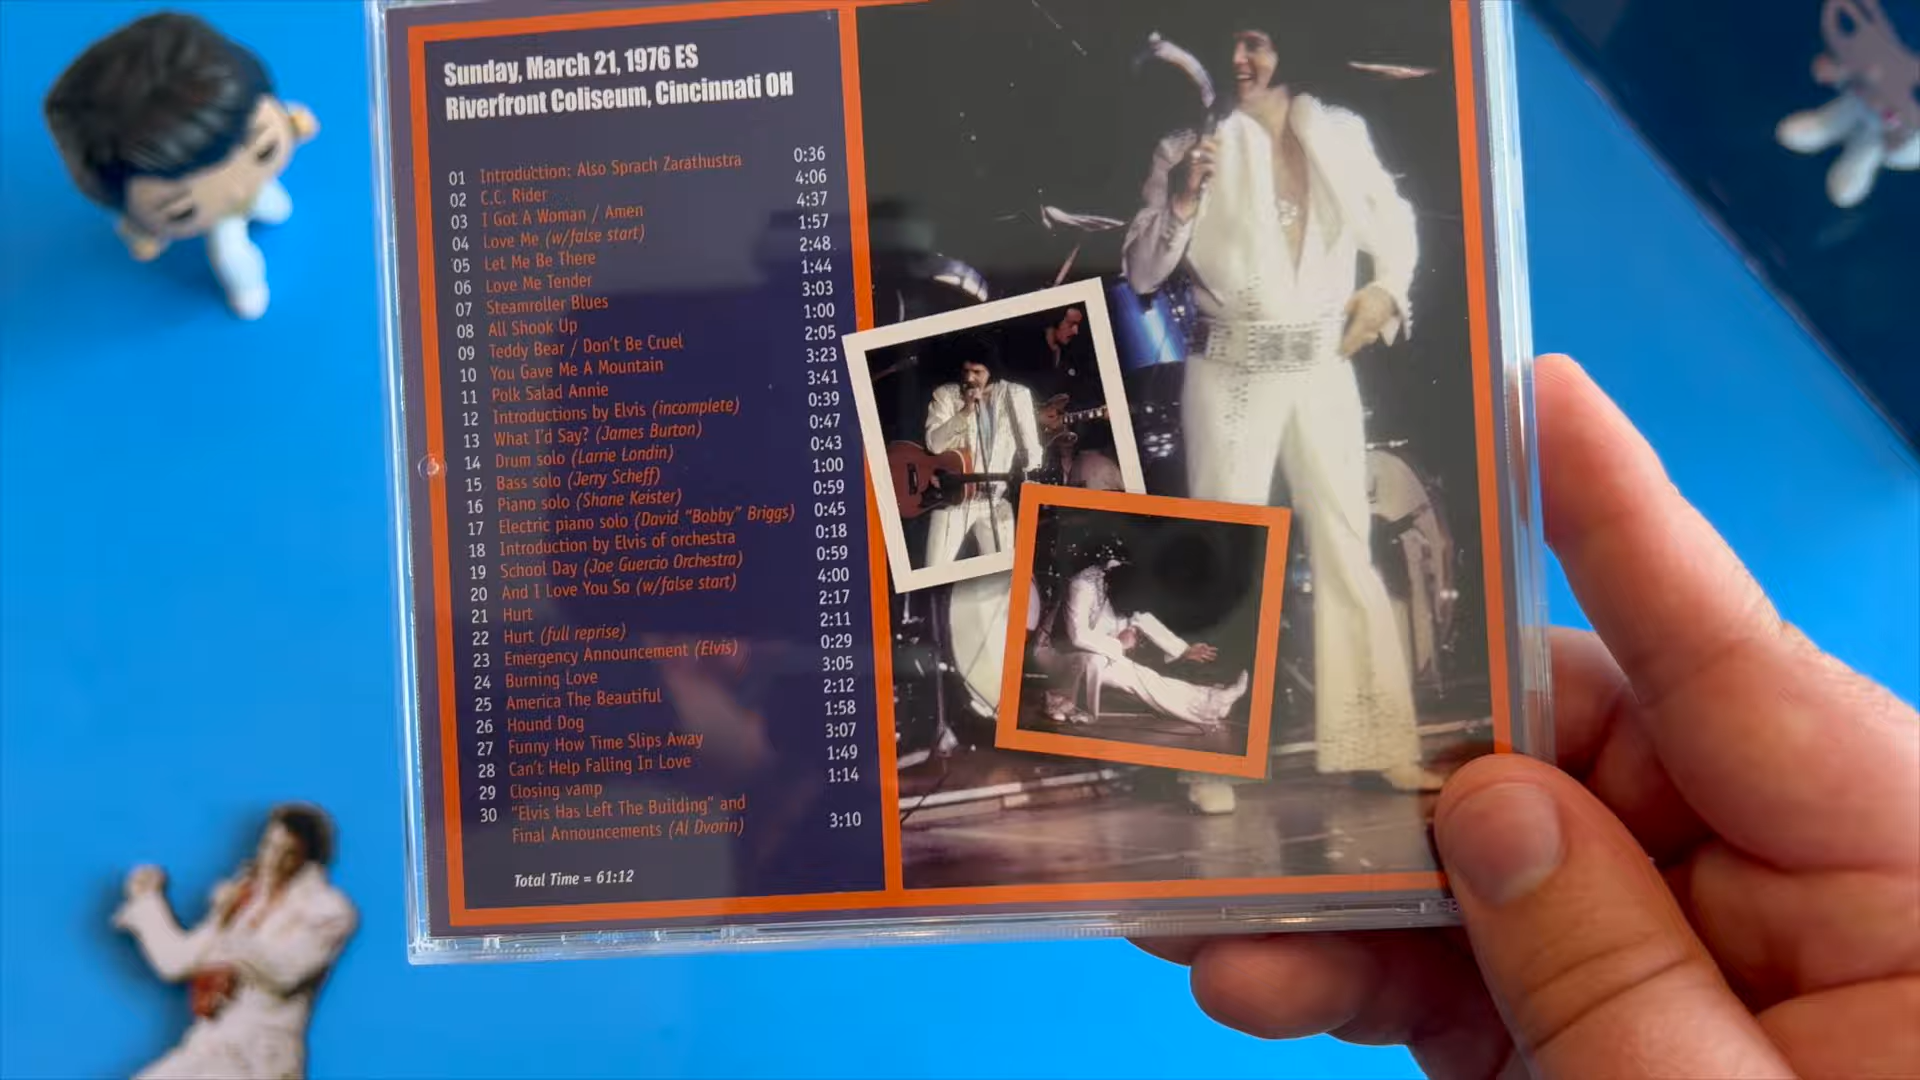 Sunday, March 21, 1976 ES
Riverfront Coliseum, Cincinnati OH
01 Introduction: Also Sprach Zarathustra 0:36
02 C.C. Rider 4:06
03 I Got A Woman / Amen 4:37
04 Love Me (w/false start) 1:57
05 Let Me Be There 2:48
06 Love Me Tender 1:44
07 Steamroller Blues 3:03
08 All Shook Up 1:00
09 Teddy Bear / Don't Be Cruel 2:05
10 You Gave Me A Mountain 3:23
11 Polk Salad Annie 3:41
12 Introductions by Elvis (incomplete) 0:39
13 What I'd Say? (James Burton) 0:47
14 Drum solo (Larrie Londin) 0:43
15 Bass solo (Jerry Scheff) 1:00
16 Piano solo (Shane Keister) 0:59
17 Electric piano solo (David "Bobby" Briggs) 0:45
18 Introduction by Elvis of orchestra 0:18
19 School Day (Joe Guercio Orchestra) 0:59
20 And I Love You So (w/false start) 4:00
21 Hurt 2:17
22 Hurt (full reprise) 2:11
23 Emergency Announcement (Elvis) 0:29
24 Burning Love 3:05
25 America The Beautiful 2:12
26 Hound Dog 1:58
27 Funny How Time Slips Away 3:07
28 Can't Help Falling In Love 1:49
29 Closing vamp 1:14
30 "Elvis Has Left The Building" and
Final Announcements (Al Dvorin) 3:10
Total Time = 61:12